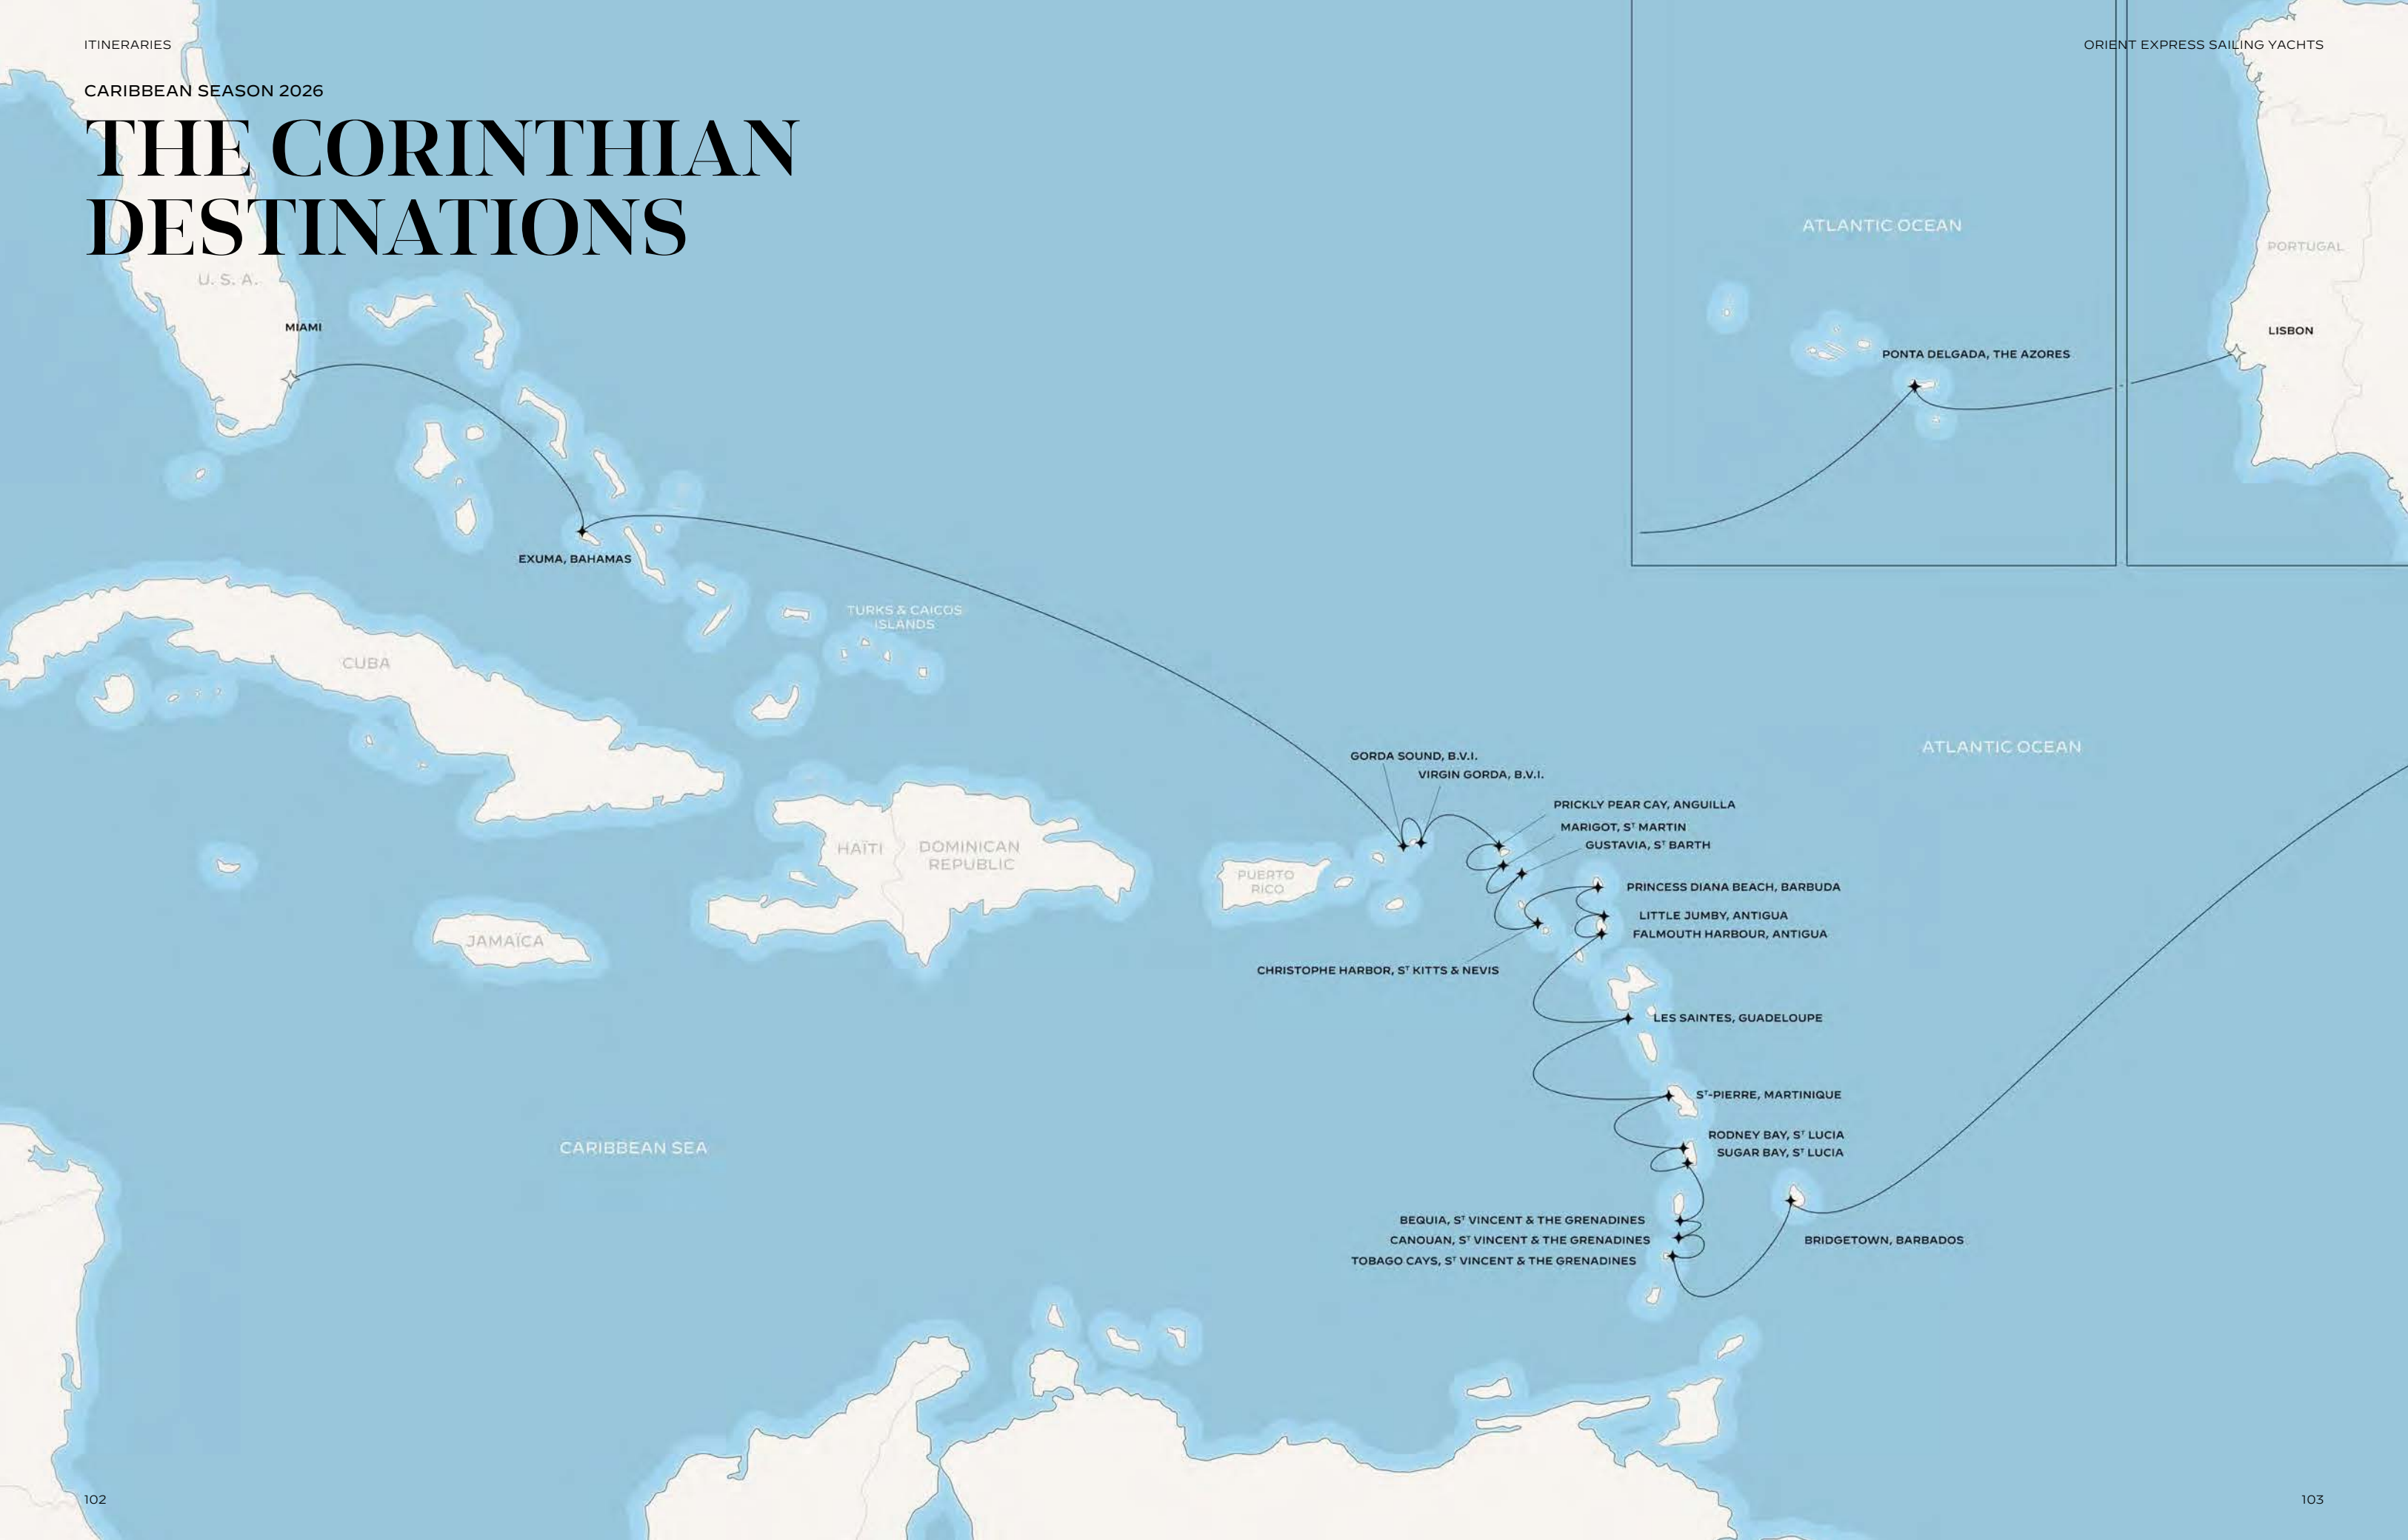 ITINERARIES
ORIENT EXPRESS SAILING YACHTS
CARIBBEAN SEASON 2026
THE CORINTHIAN
DESTINATIONS
ATLANTIC OCEAN
PORTUGAL
U. S. A.
MIAMI
LISBON
PONTA DELGADA, THE AZORES
EXUMA, BAHAMAS
TURKS & CAICOS
ISLANDS
CUBA
ATLANTIC OCEAN
GORDA SOUND, B.V.I.
VIRGIN GORDA, B.V.I.
PRICKLY PEAR CAY, ANGUILLA
MARIGOT, Sᵀ MARTIN
GUSTAVIA, Sᵀ BARTH
HAÏTI
DOMINICAN
REPUBLIC
PUERTO
RICO
PRINCESS DIANA BEACH, BARBUDA
LITTLE JUMBY, ANTIGUA
FALMOUTH HARBOUR, ANTIGUA
JAMAÏCA
CHRISTOPHE HARBOR, Sᵀ KITTS & NEVIS
LES SAINTES, GUADELOUPE
Sᵀ-PIERRE, MARTINIQUE
RODNEY BAY, Sᵀ LUCIA
SUGAR BAY, Sᵀ LUCIA
CARIBBEAN SEA
BEQUIA, Sᵀ VINCENT & THE GRENADINES
CANOUAN, Sᵀ VINCENT & THE GRENADINES
TOBAGO CAYS, Sᵀ VINCENT & THE GRENADINES
BRIDGETOWN, BARBADOS
102
103